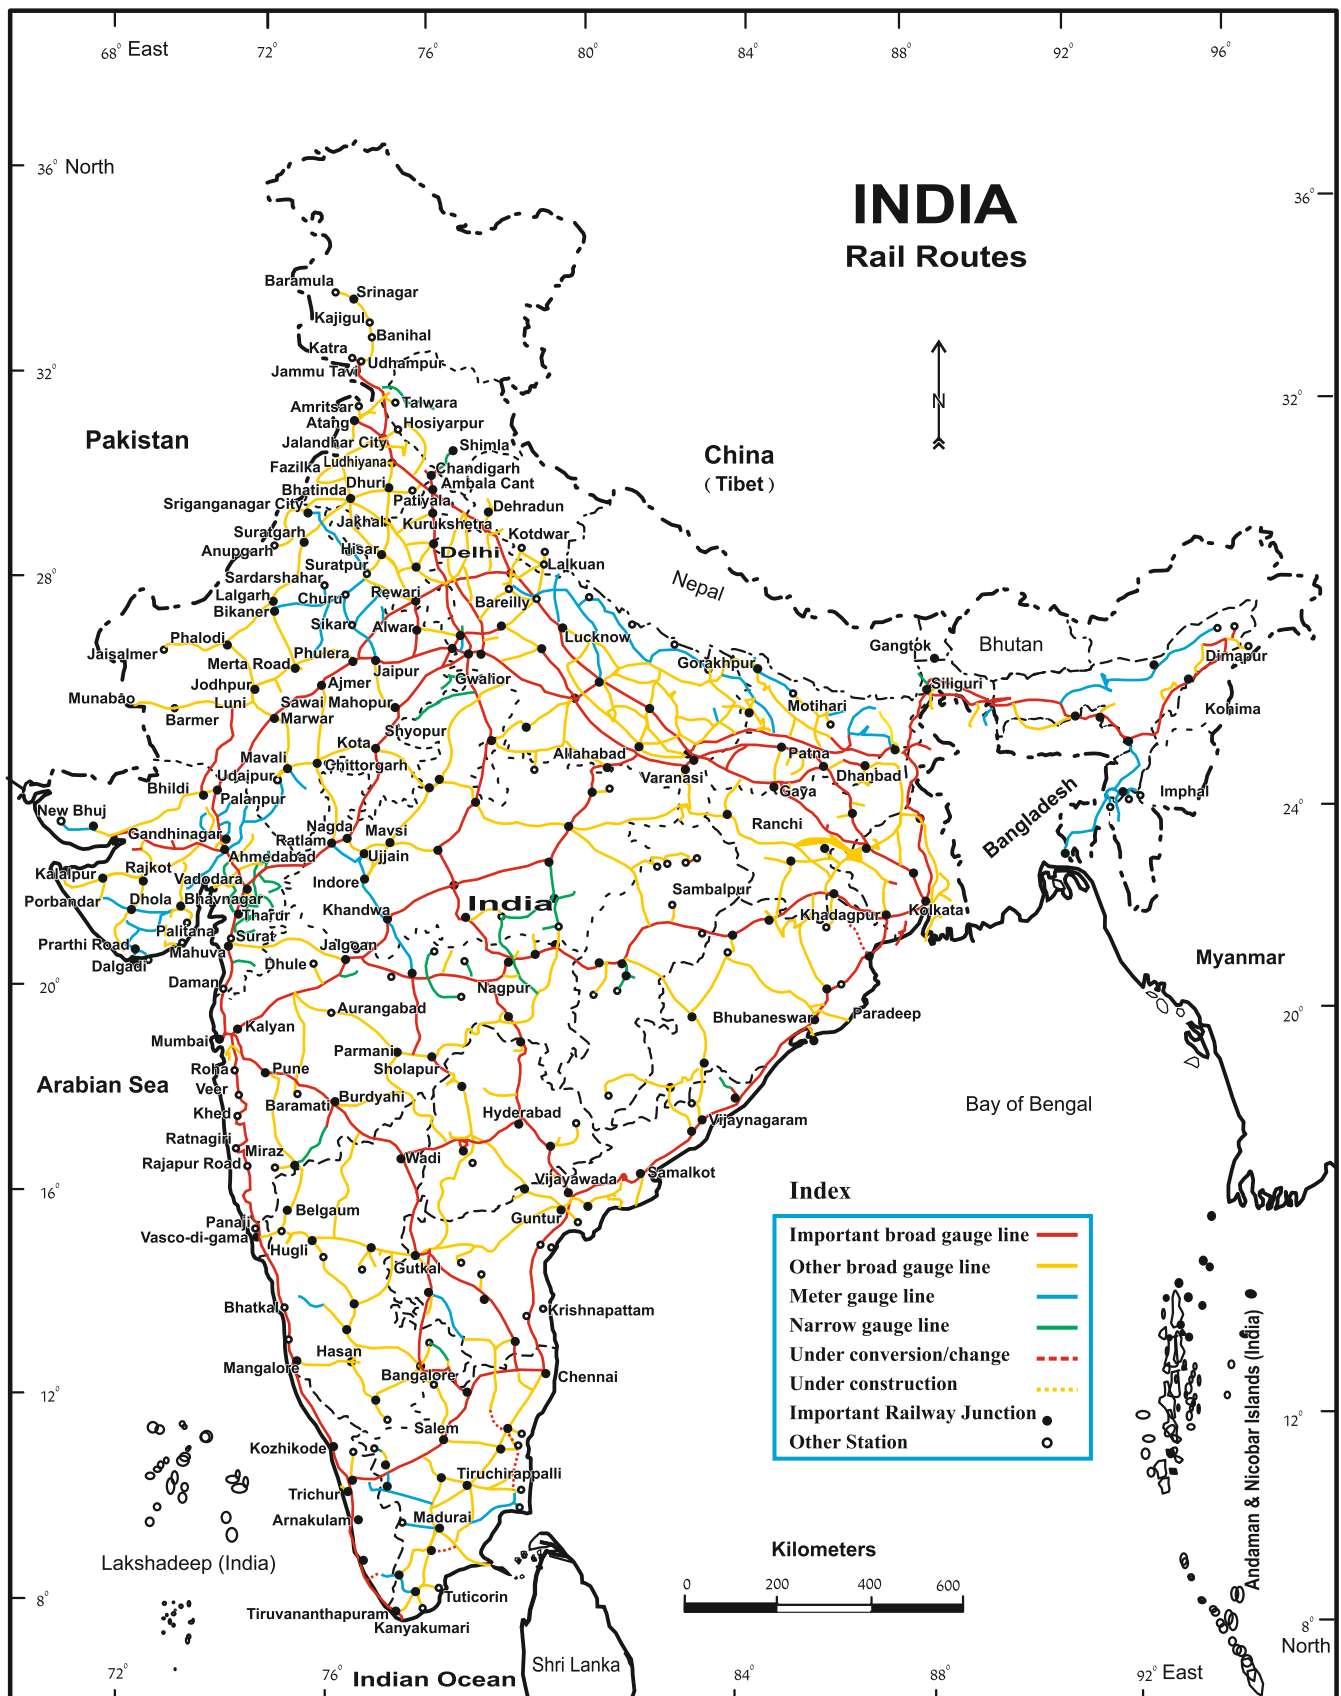 68° East
72°
76°
80°
84°
88°
92°
96°
36° North
36°
INDIA
Rail Routes
Baramula
Srinagar
Kajigul
Banihal
Katra
Udhampur
Jammu Tavi
32°
32°
N
Amritsar
Talwara
Atang
Hosiyarpur
Pakistan
Jalandhar City
Shimla
China
( Tibet )
Fazilka
Ludhiyana
Chandigarh
Bhatinda
Dhuri
Ambala Cant
Sriganganagar City
Patiyala
Dehradun
Jakhal
Kurukshetra
Suratgarh
Kotdwar
Anupgarh
Hisar
Delhi
Suratpur
Lalkuan
28°
Sardarshahar
Nepal
Lalgarh
Churu
Rewari
Bareilly
Bikaner
Sikar
Alwar
Lucknow
Phalodi
Gangtok
Bhutan
Jaisalmer
Phulera
Merta Road
Jaipur
Gorakhpur
Dimapur
Jodhpur
Ajmer
Gwalior
Siliguri
Munabao
Luni
Sawai Mahopur
Motihari
Kohima
Barmer
Marwar
Shyopur
Kota
Allahabad
Patna
Mavali
Chittorgarh
Varanasi
Dhanbad
Udaipur
Bhildi
Palanpur
Gaya
Imphal
24°
24°
New Bhuj
Bangladesh
Gandhinagar
Nagda
Mavsi
Ranchi
Ratlam
Ahmedabad
Ujjain
Kalalpur
Rajkot
Vadodara
Indore
Sambalpur
Porbandar
Dhola
Bhavnagar
Khandwa
India
Tharur
Khadagpur
Kolkata
Palitana
Surat
Prarthi Road
Mahuva
Jalgoan
Dalgadi
Dhule
Myanmar
Daman
Nagpur
20°
20°
Aurangabad
Kalyan
Bhubaneswar
Paradeep
Mumbai
Parmani
Roha
Pune
Sholapur
Arabian Sea
Veer
Baramati
Burdyahi
Bay of Bengal
Khed
Hyderabad
Vijaynagaram
Ratnagiri
Miraz
Rajapur Road
Wadi
Samalkot
Vijayawada
16°
Index
Panaji
Belgaum
Guntur
Vasco-di-gama
Important broad gauge line
Hugli
Gutkal
Other broad gauge line
Meter gauge line
Bhatkal
Krishnapattam
Narrow gauge line
Hasan
Under conversion/change
Mangalore
Bangalore
Chennai
Under construction
12°
12°
Important Railway Junction
Salem
Other Station
Kozhikode
Tiruchirappalli
Trichur
Arnakulam
Madurai
Andaman & Nicobar Islands (India)
Lakshadeep (India)
Kilometers
0
200
400
600
8°
Tuticorin
Tiruvananthapuram
Kanyakumari
8°
North
Shri Lanka
Indian Ocean
72°
76°
84°
88°
92° East